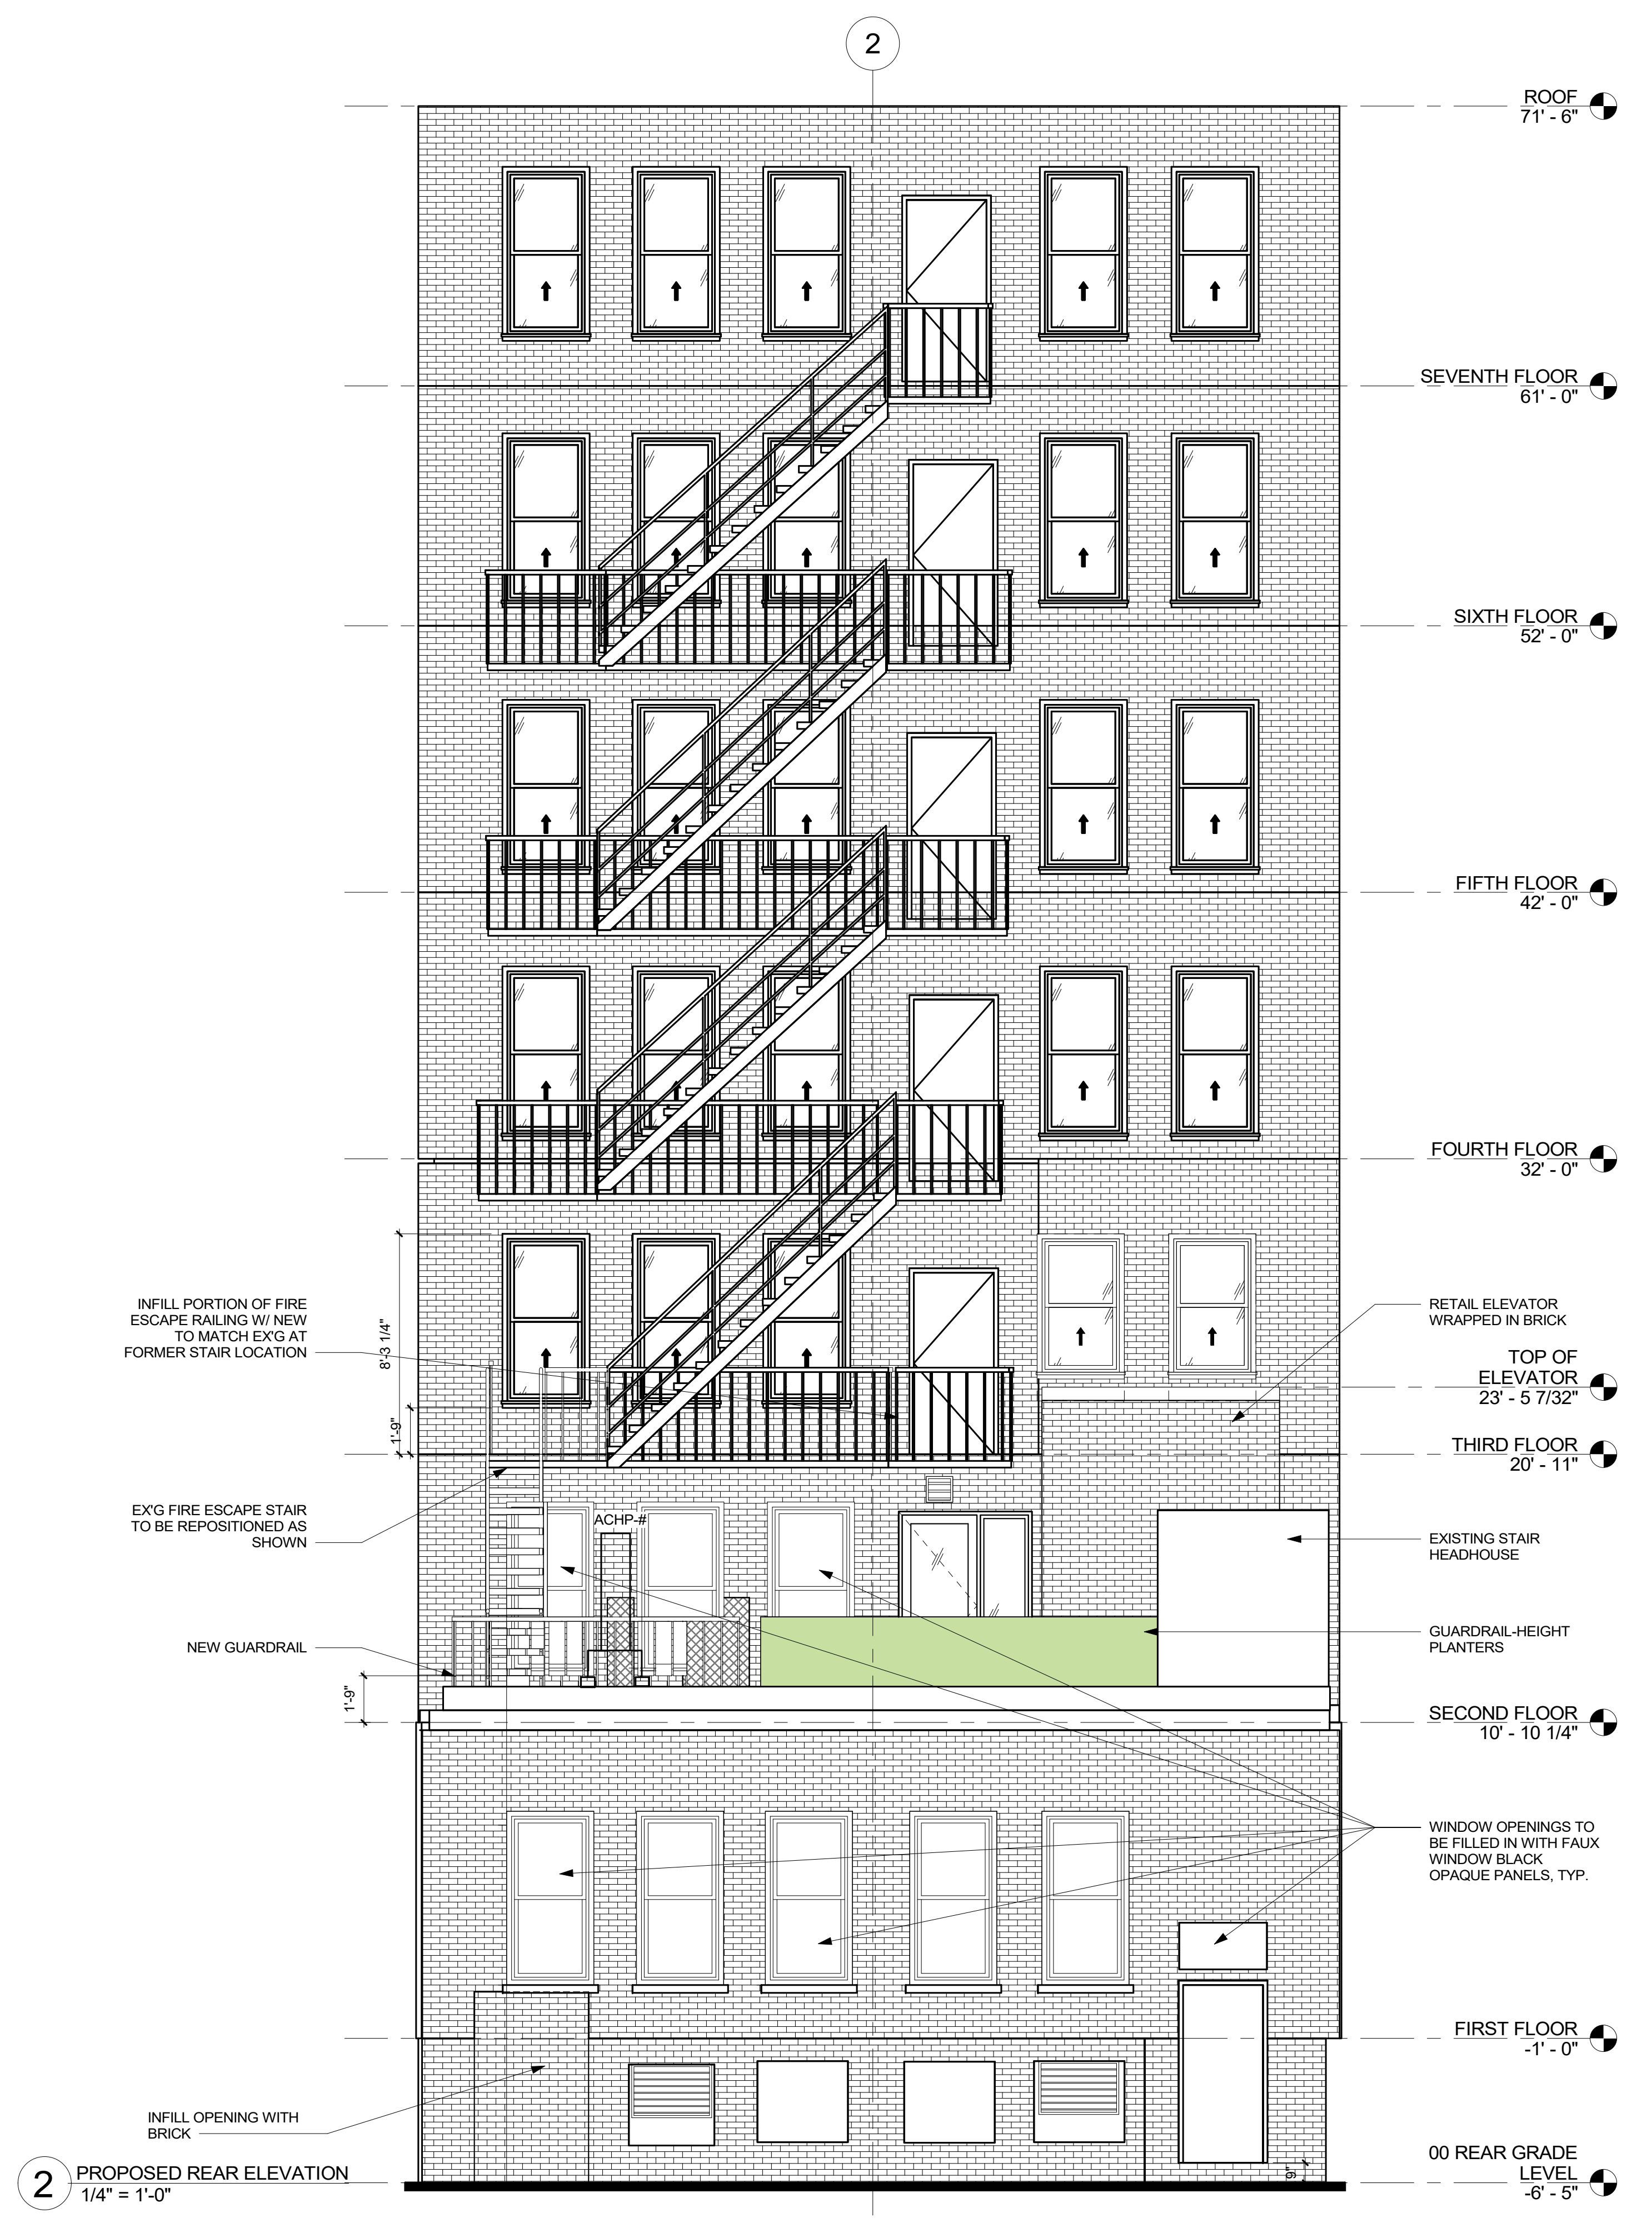 2
ROOF
71' - 6"
SEVENTH FLOOR
61' - 0"
SIXTH FLOOR
52' - 0"
FIFTH FLOOR
42' - 0"
FOURTH FLOOR
32' - 0"
8'-3 1/4"
INFILL PORTION OF FIRE
ESCAPE RAILING W/ NEW
TO MATCH EX'G AT
FORMER STAIR LOCATION
RETAIL ELEVATOR
WRAPPED IN BRICK
TOP OF
ELEVATOR
23' - 5 7/32"
1'-9"
THIRD FLOOR
20' - 11"
EX'G FIRE ESCAPE STAIR
TO BE REPOSITIONED AS
SHOWN
ACHP-#
EXISTING STAIR
HEADHOUSE
NEW GUARDRAIL
GUARDRAIL-HEIGHT
PLANTERS
1'-9"
SECOND FLOOR
10' - 10 1/4"
WINDOW OPENINGS TO
BE FILLED IN WITH FAUX
WINDOW BLACK
OPAQUE PANELS, TYP.
FIRST FLOOR
-1' - 0"
INFILL OPENING WITH
BRICK
9"
00 REAR GRADE
LEVEL
-6' - 5"
2
PROPOSED REAR ELEVATION
1/4" = 1'-0"